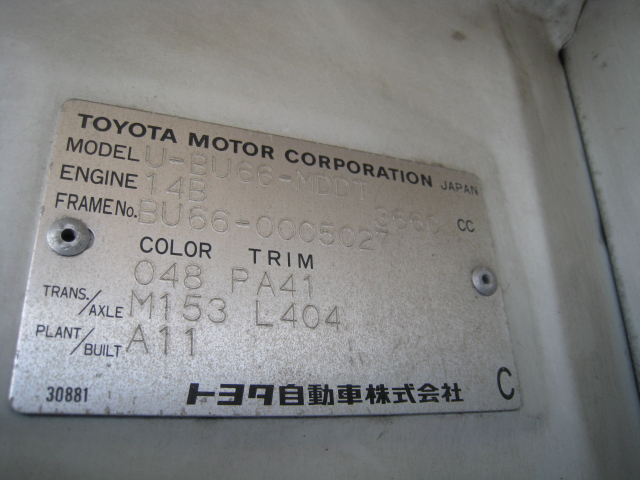 TOYOTA MOTOR CORPORATION JAPAN
MODEL U-BU66-MDDT
ENGINE 14B 3660 CC
FRAME No. BU66-0005027
COLOR TRIM
048 PA41
TRANS./AXLE M153 L404
PLANT/BUILT A11
30881 トヨタ自動車株式会社 C